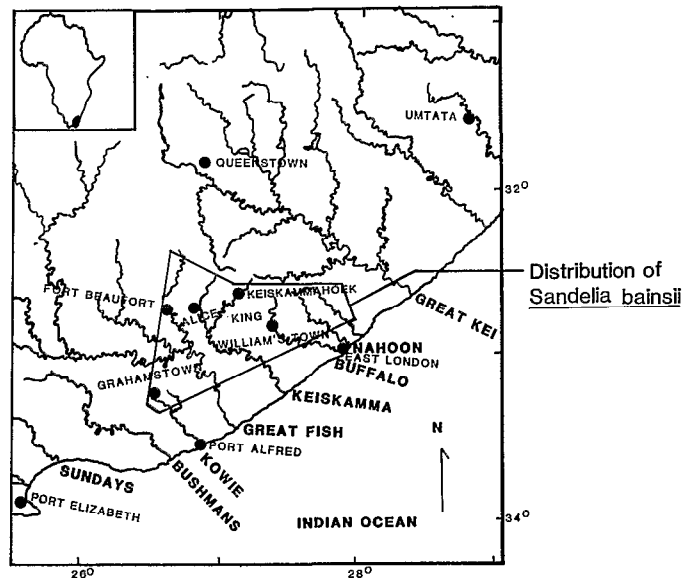 UMTATA
QUEENSTOWN
32°
Distribution of
Sandelia bainsii
KEISKAMMAHOEK
FORT BEAUFORT
ALICE
KING
WILLIAM'S TOWN
GREAT KEI
NAHOON
EAST LONDON
BUFFALO
GRAHAMSTOWN
KEISKAMMA
GREAT FISH
N
PORT ALFRED
KOWIE
SUNDAYS
BUSHMANS
PORT ELIZABETH
INDIAN OCEAN
34°
26°
28°